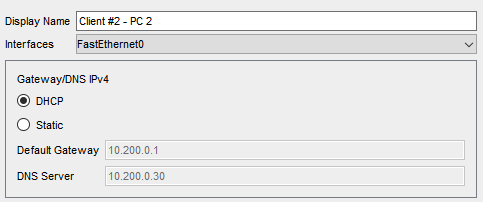 Display Name Client #2 - PC 2
Interfaces FastEthernet0
Gateway/DNS IPv4
DHCP
Static
Default Gateway 10.200.0.1
DNS Server 10.200.0.30